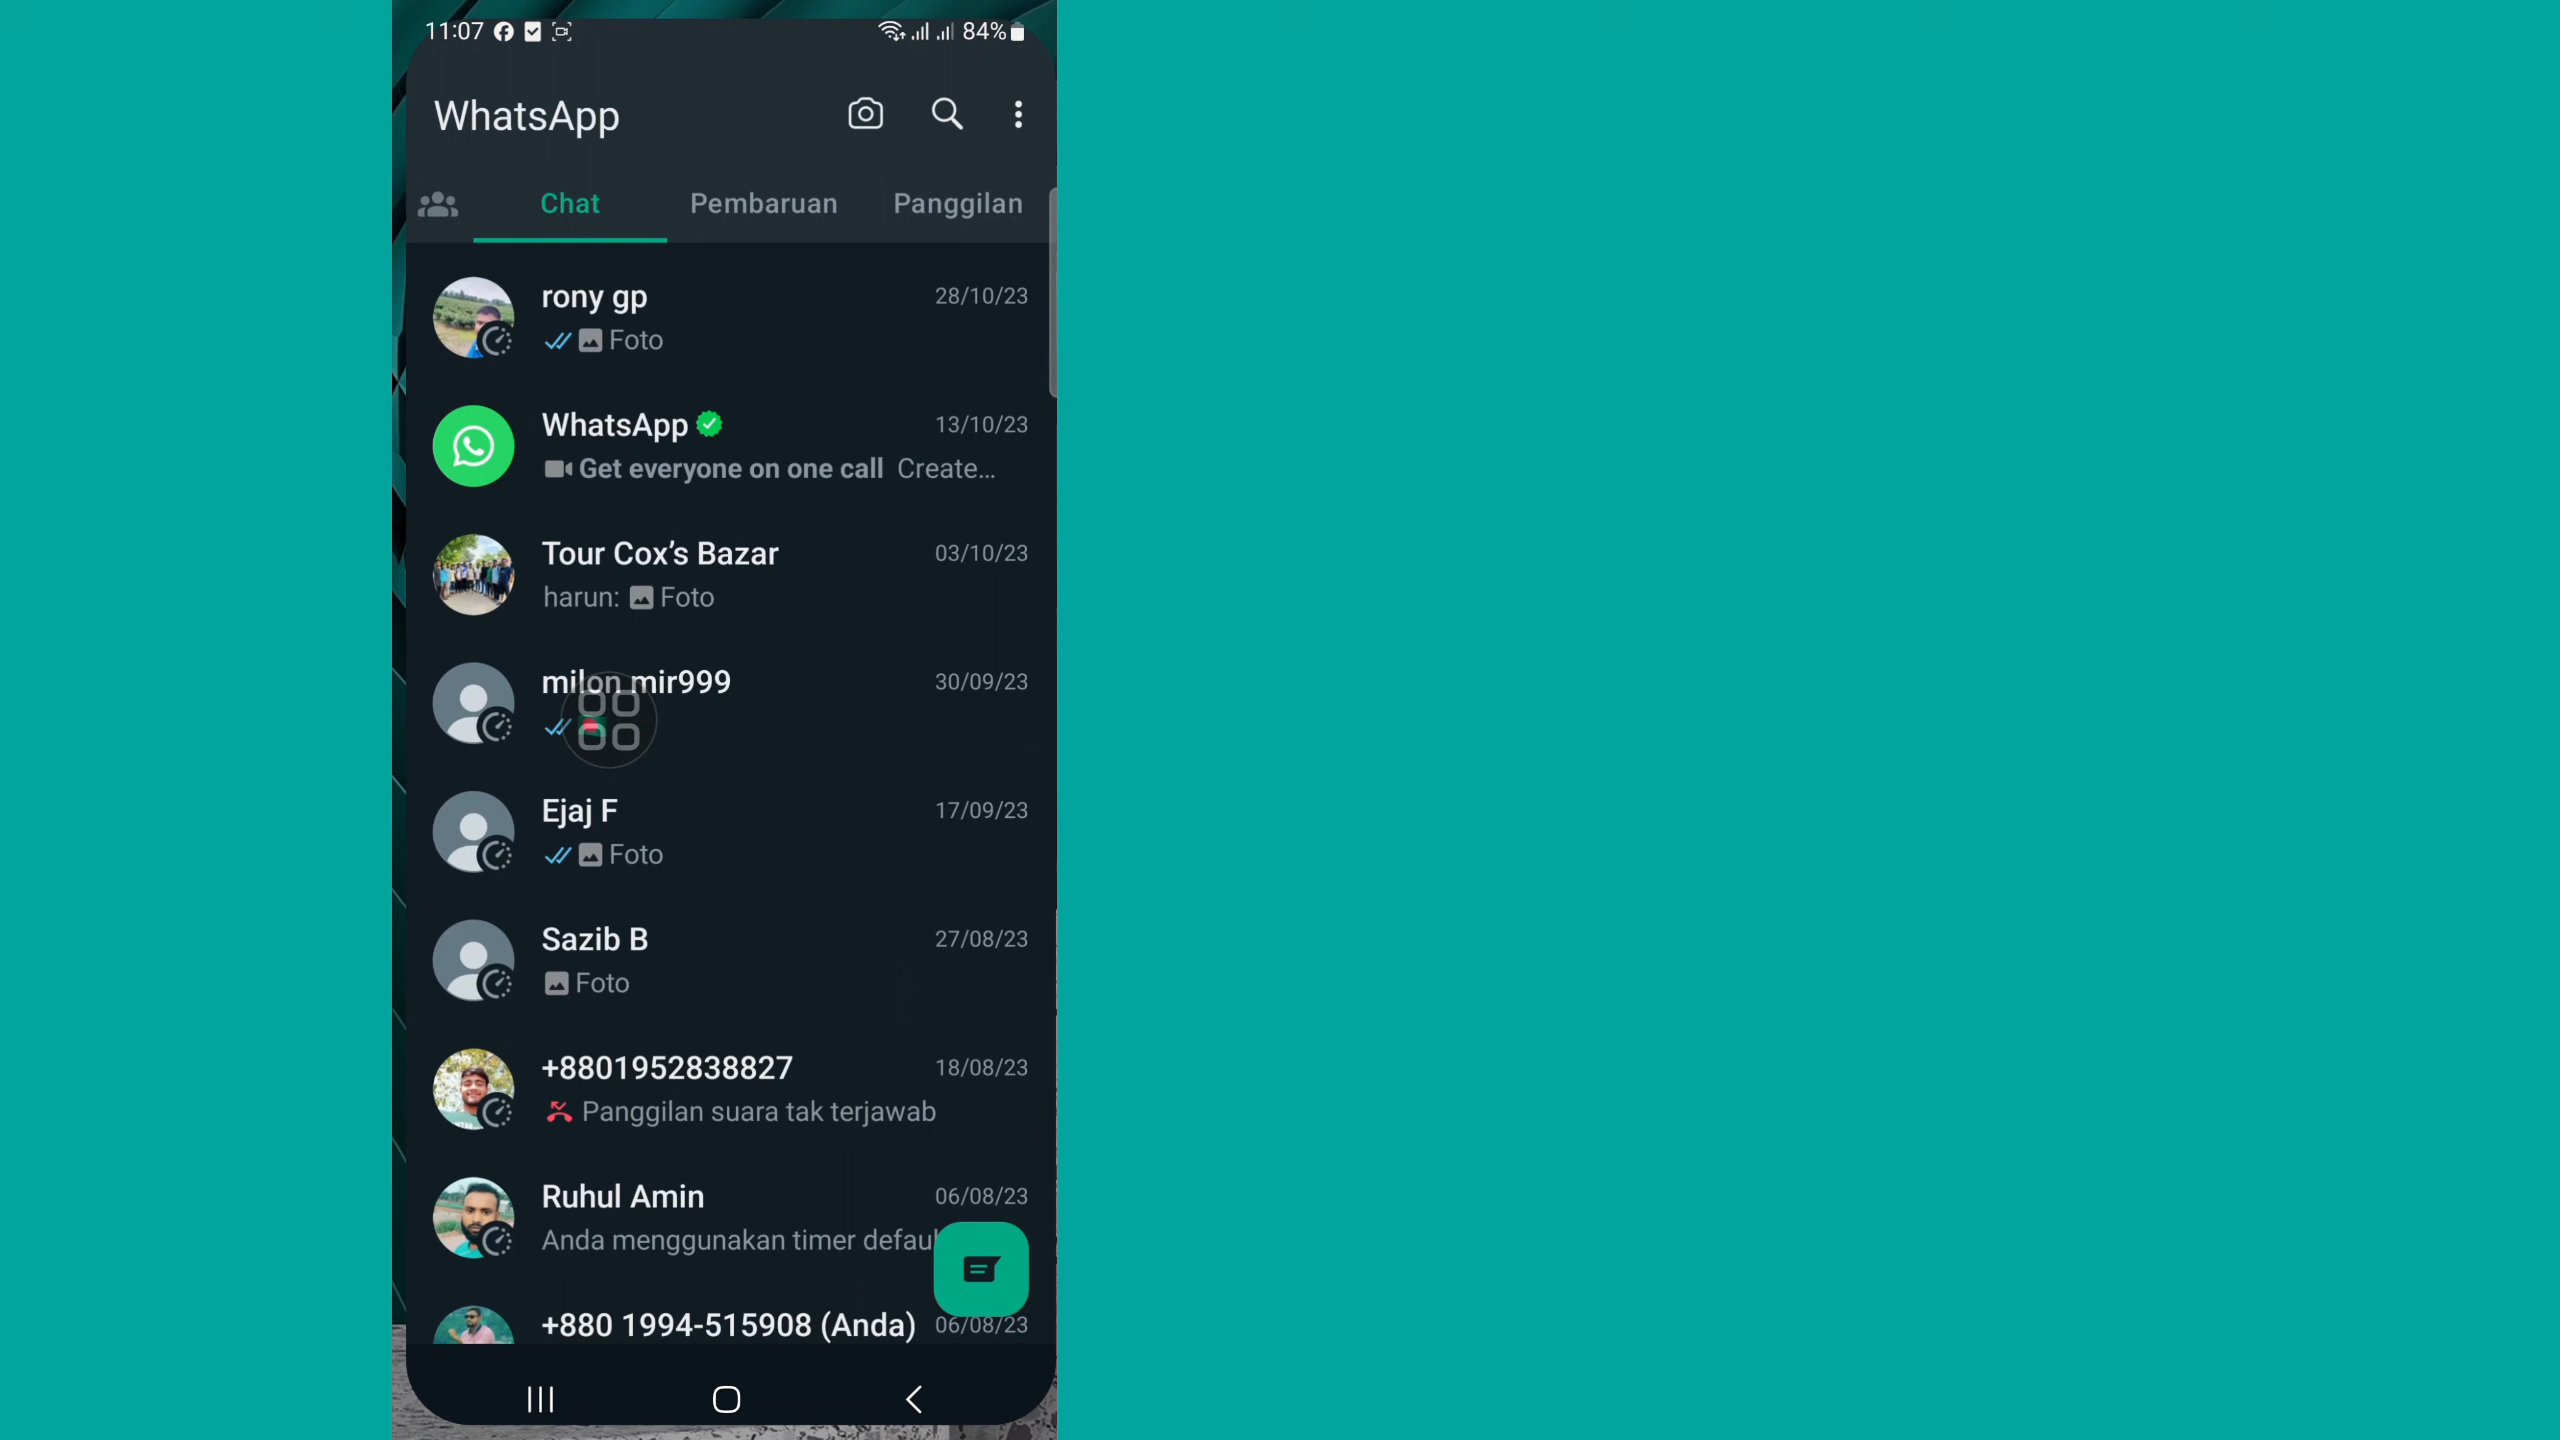 11:07 84%
WhatsApp
Chat Pembaruan Panggilan
rony gp 28/10/23
Foto
WhatsApp 13/10/23
Get everyone on one call Create...
Tour Cox's Bazar 03/10/23
harun: Foto
milon mir999 30/09/23
Ejaj F 17/09/23
Foto
Sazib B 27/08/23
Foto
+8801952838827 18/08/23
Panggilan suara tak terjawab
Ruhul Amin 06/08/23
Anda menggunakan timer defaul
+880 1994-515908 (Anda) 06/08/23